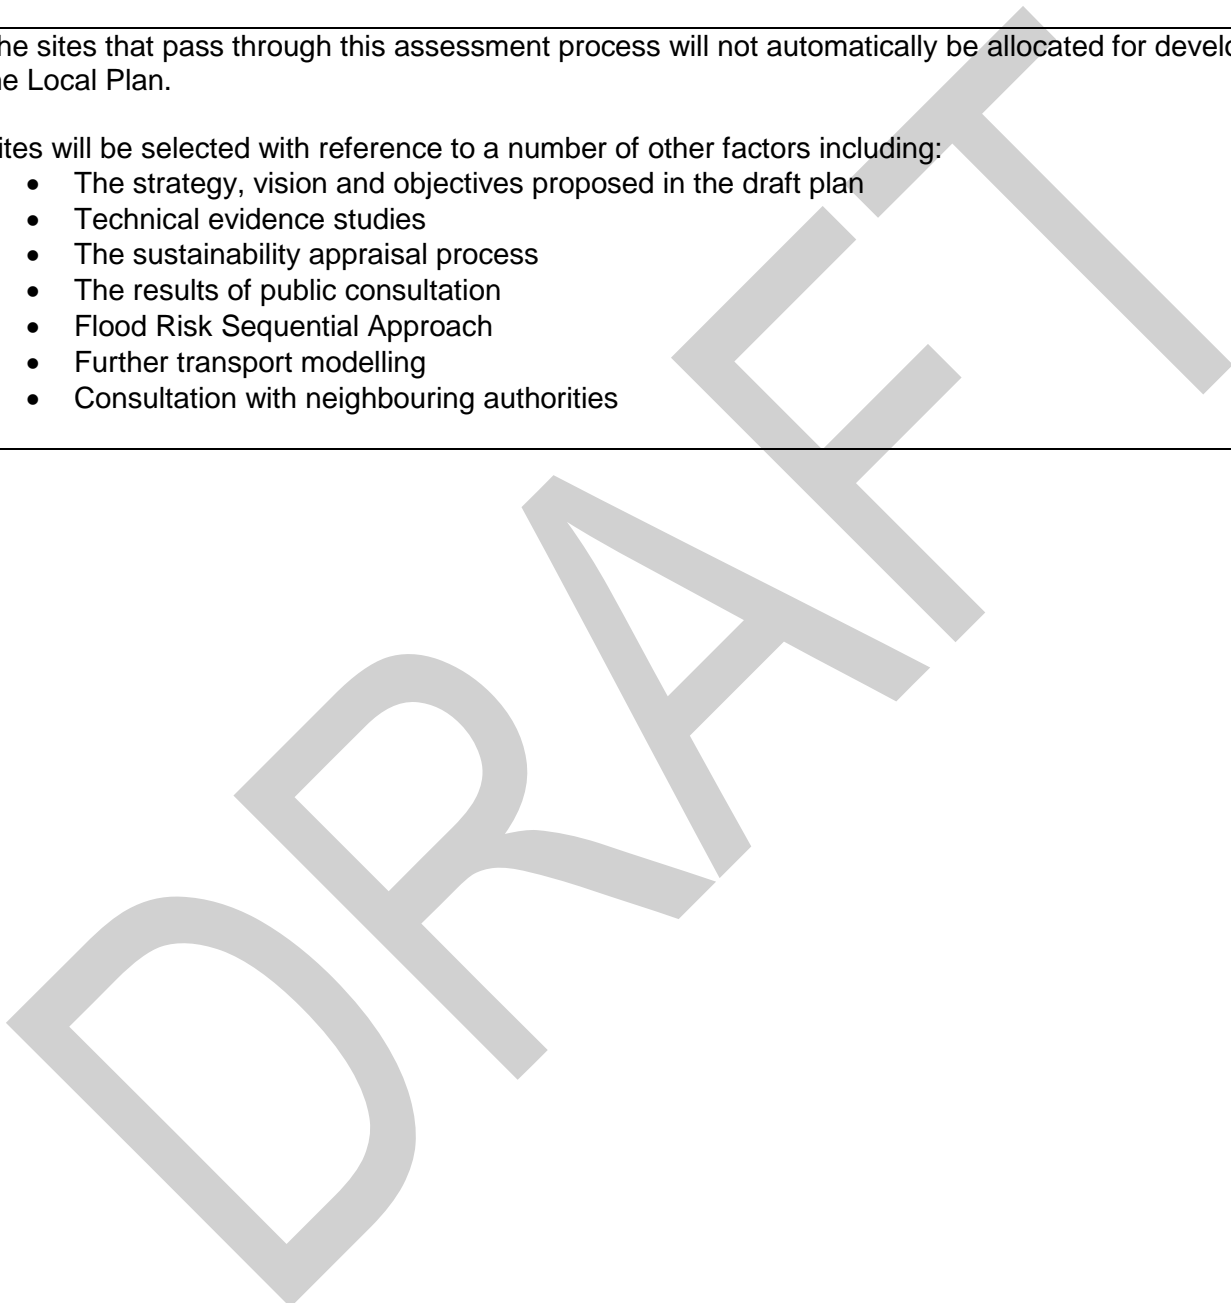 he sites that pass through this assessment process will not automatically be allocated for develo
ne Local Plan.
ites will be selected with reference to a number of other factors including:
• The strategy, vision and objectives proposed in the draft plan
• Technical evidence studies
• The sustainability appraisal process
• The results of public consultation
• Flood Risk Sequential Approach
• Further transport modelling
• Consultation with neighbouring authorities
DRAFT